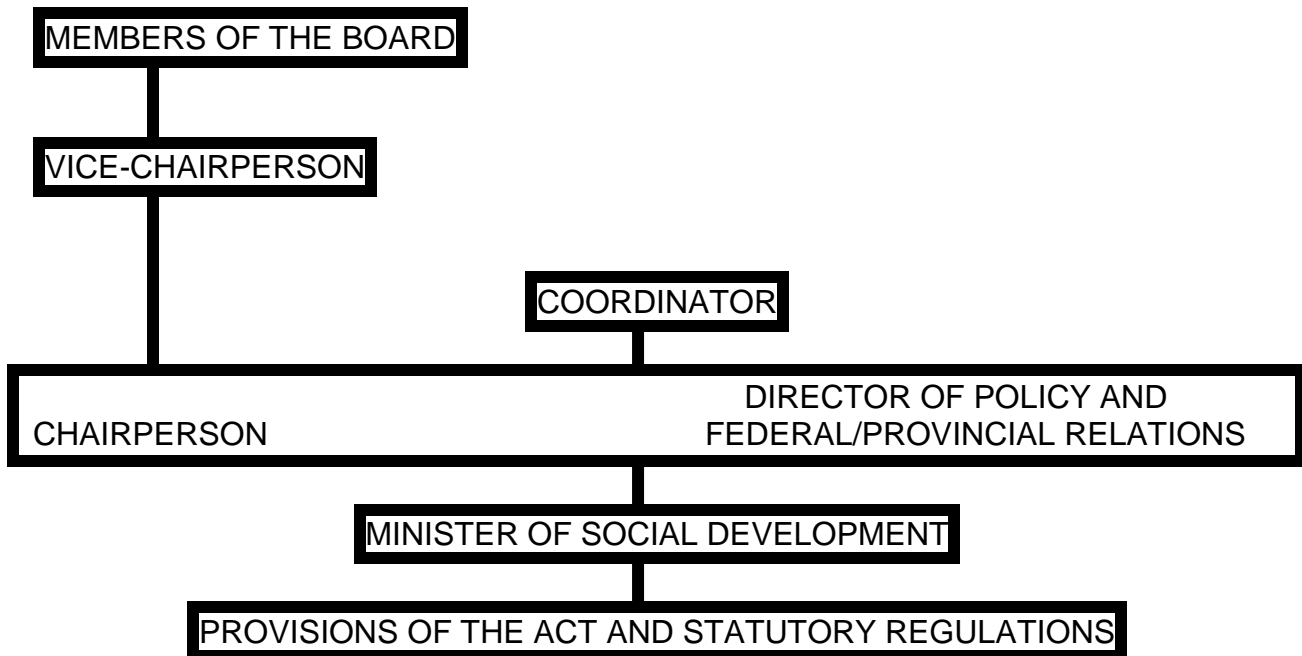 MEMBERS OF THE BOARD
VICE-CHAIRPERSON
COORDINATOR
CHAIRPERSON
DIRECTOR OF POLICY AND
FEDERAL/PROVINCIAL RELATIONS
MINISTER OF SOCIAL DEVELOPMENT
PROVISIONS OF THE ACT AND STATUTORY REGULATIONS